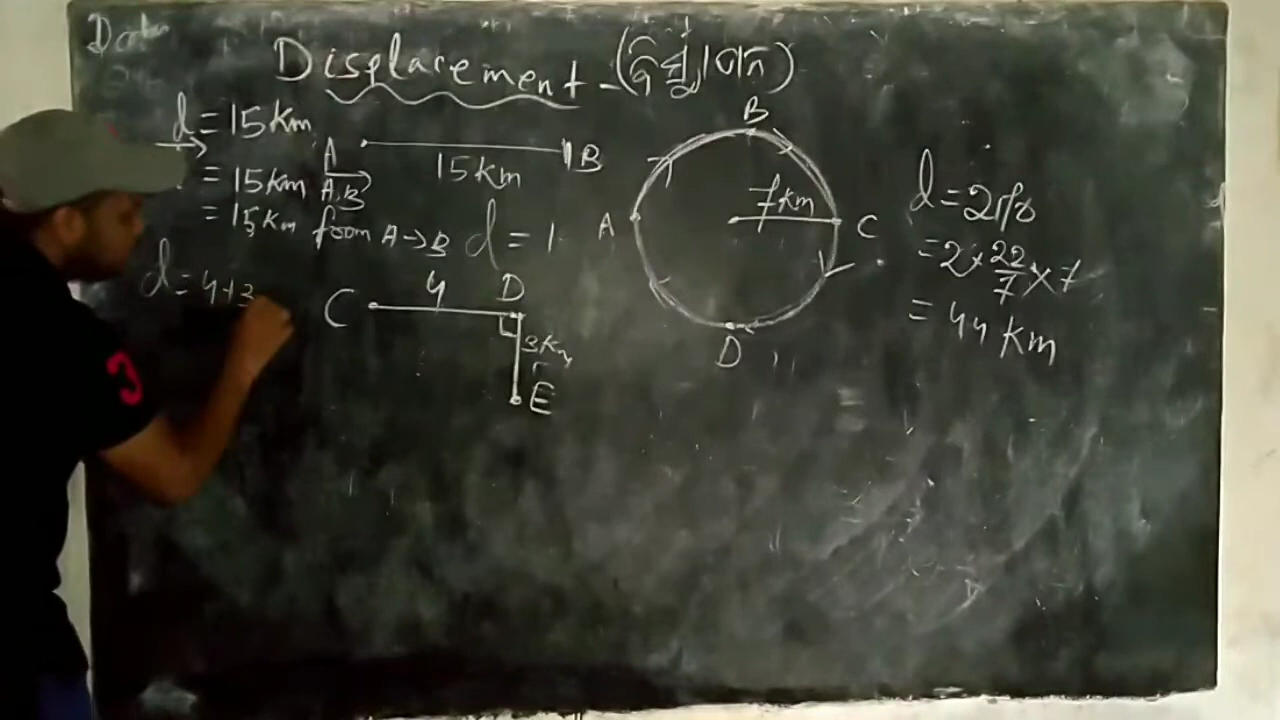 Displacement -
d = 15 Km
= 15 Km A,B
= 15 Km from A → B
A
15 Km
B
d = 1
d = 4 + 3
C
4
D
3 Km
E
A
B
C
D
7 Km
d = 2πr
= 2 × 22/7 × 7
= 44 Km
3